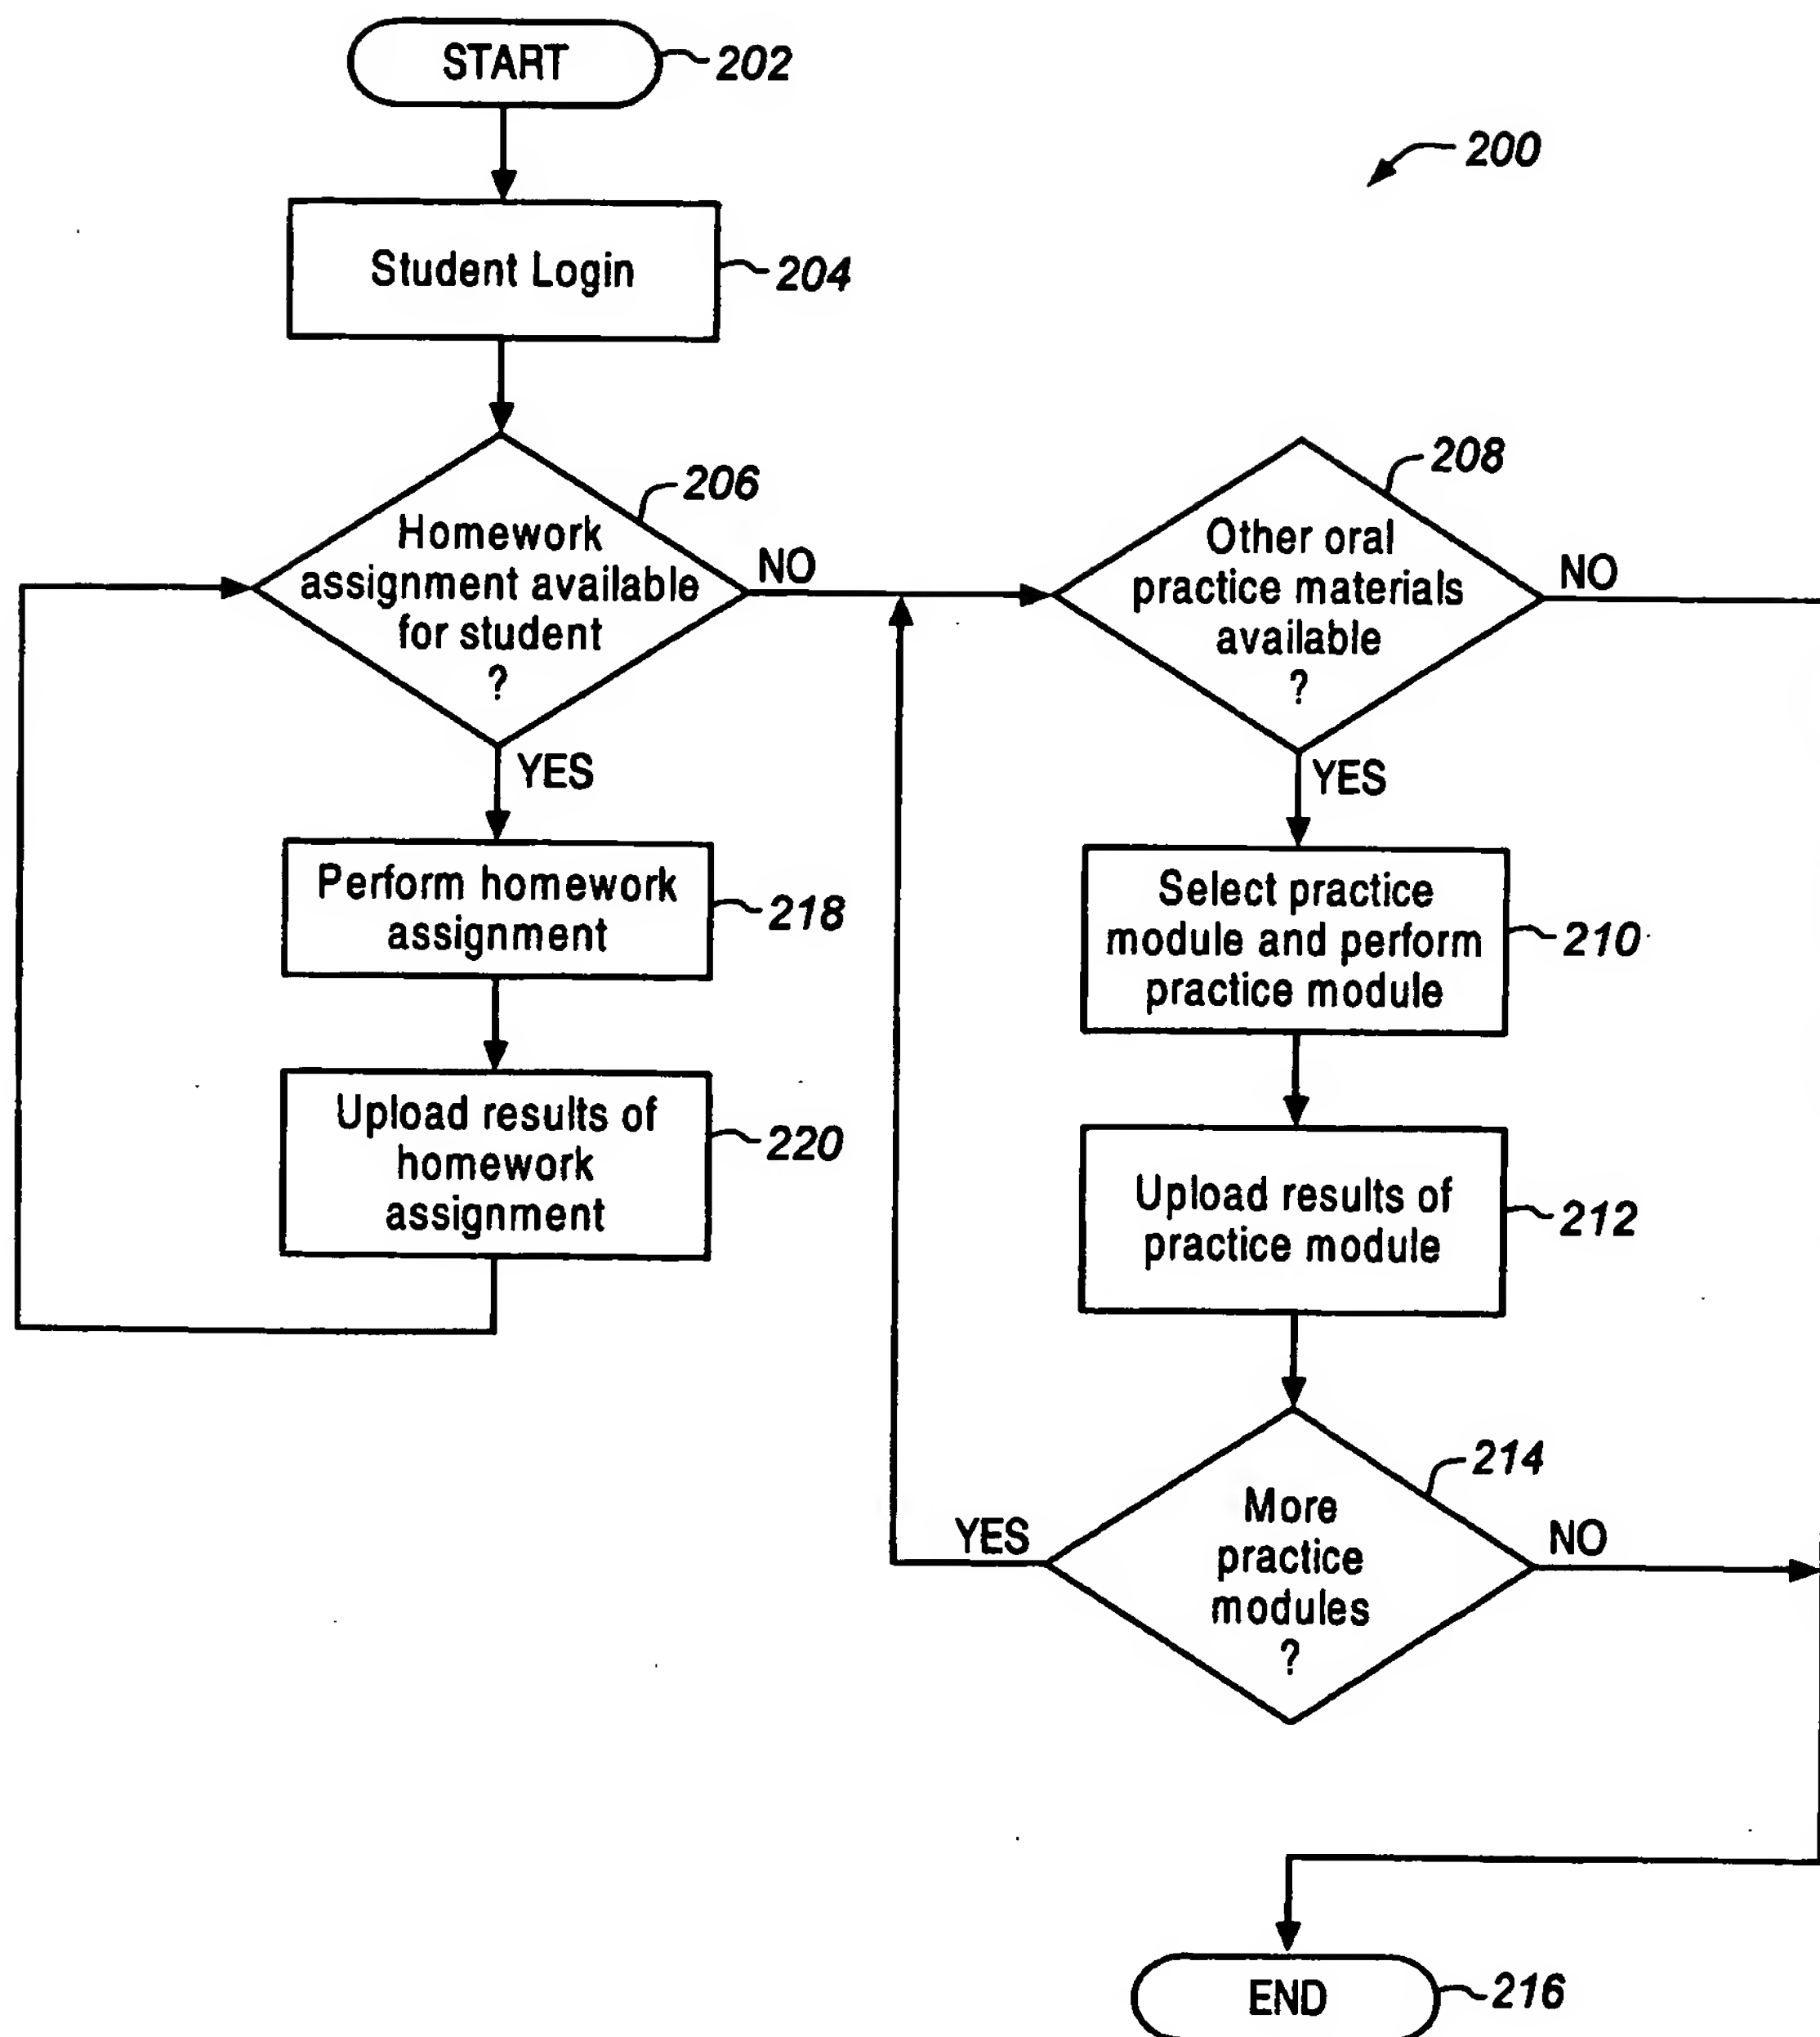 START
202
200
Student Login
204
206
Homework
assignment available
for student
?
NO
YES
208
Other oral
practice materials
available
?
NO
YES
Perform homework
assignment
218
Select practice
module and perform
practice module
210
Upload results of
homework
assignment
220
Upload results of
practice module
212
214
More
practice
modules
?
YES
NO
END
216